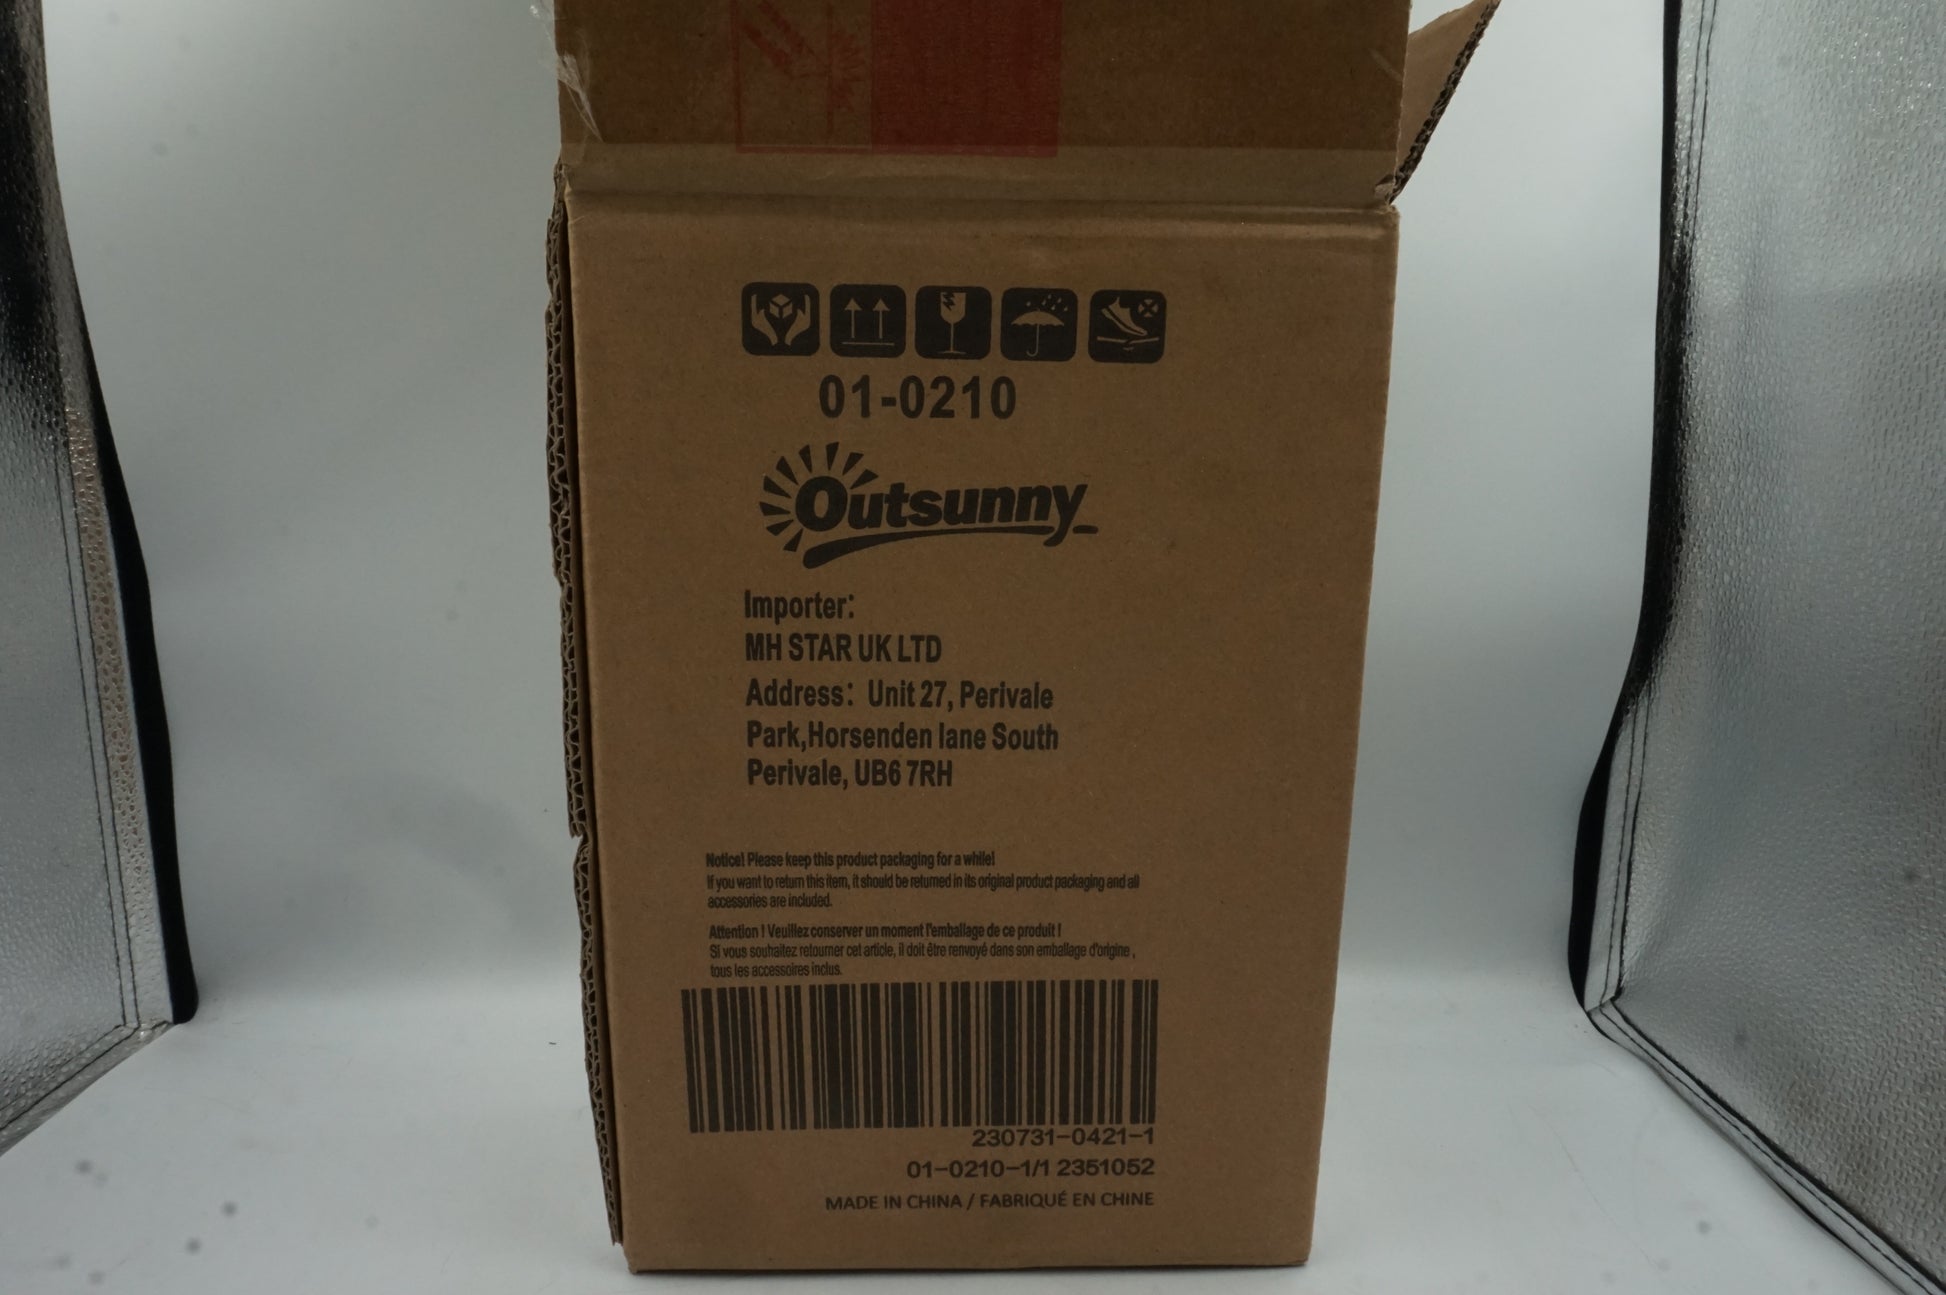 01-0210
Outsunny
Importer:
MH STAR UK LTD
Address: Unit 27, Perivale
Park,Horsenden lane South
Perivale, UB6 7RH
Notice! Please keep this product packaging for a while!
If you want to return this item, it should be returned in its original product packaging and all
accessories are included.
Attention ! Veuillez conserver un moment l'emballage de ce produit !
Si vous souhaitez retourner cet article, il doit être renvoyé dans son emballage d'origine ,
tous les accessoires inclus.
230731-0421-1
01-0210-1/1 2351052
MADE IN CHINA / FABRIQUÉ EN CHINE